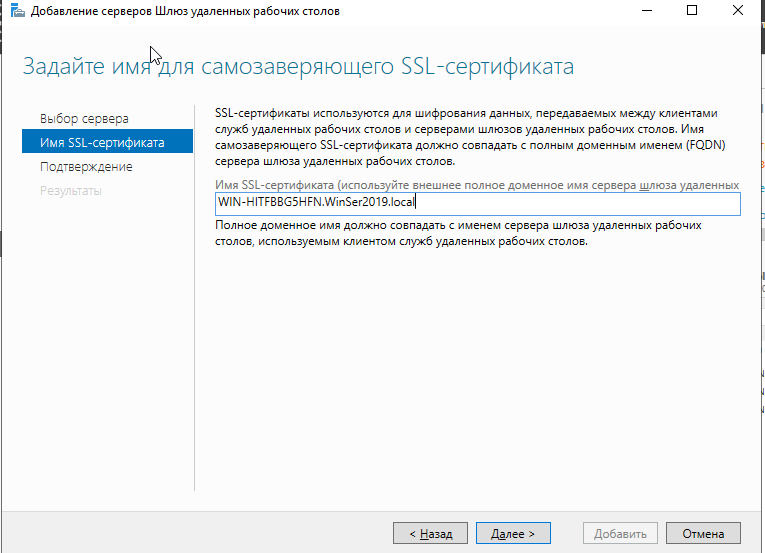 Добавление серверов Шлюз удаленных рабочих столов
Задайте имя для самозаверяющего SSL-сертификата
Выбор сервера
Имя SSL-сертификата
Подтверждение
Результаты
SSL-сертификаты используются для шифрования данных, передаваемых между клиентами
служб удаленных рабочих столов и серверами шлюзов удаленных рабочих столов. Имя
самозаверяющего SSL-сертификата должно совпадать с полным доменным именем (FQDN)
сервера шлюза удаленных рабочих столов.
Имя SSL-сертификата (используйте внешнее полное доменное имя сервера шлюза удаленных
WIN-HITFBBG5HFN.WinSer2019.local
Полное доменное имя должно совпадать с именем сервера шлюза удаленных рабочих
столов, используемым клиентом служб удаленных рабочих столов.
< Назад
Далее >
Добавить
Отмена